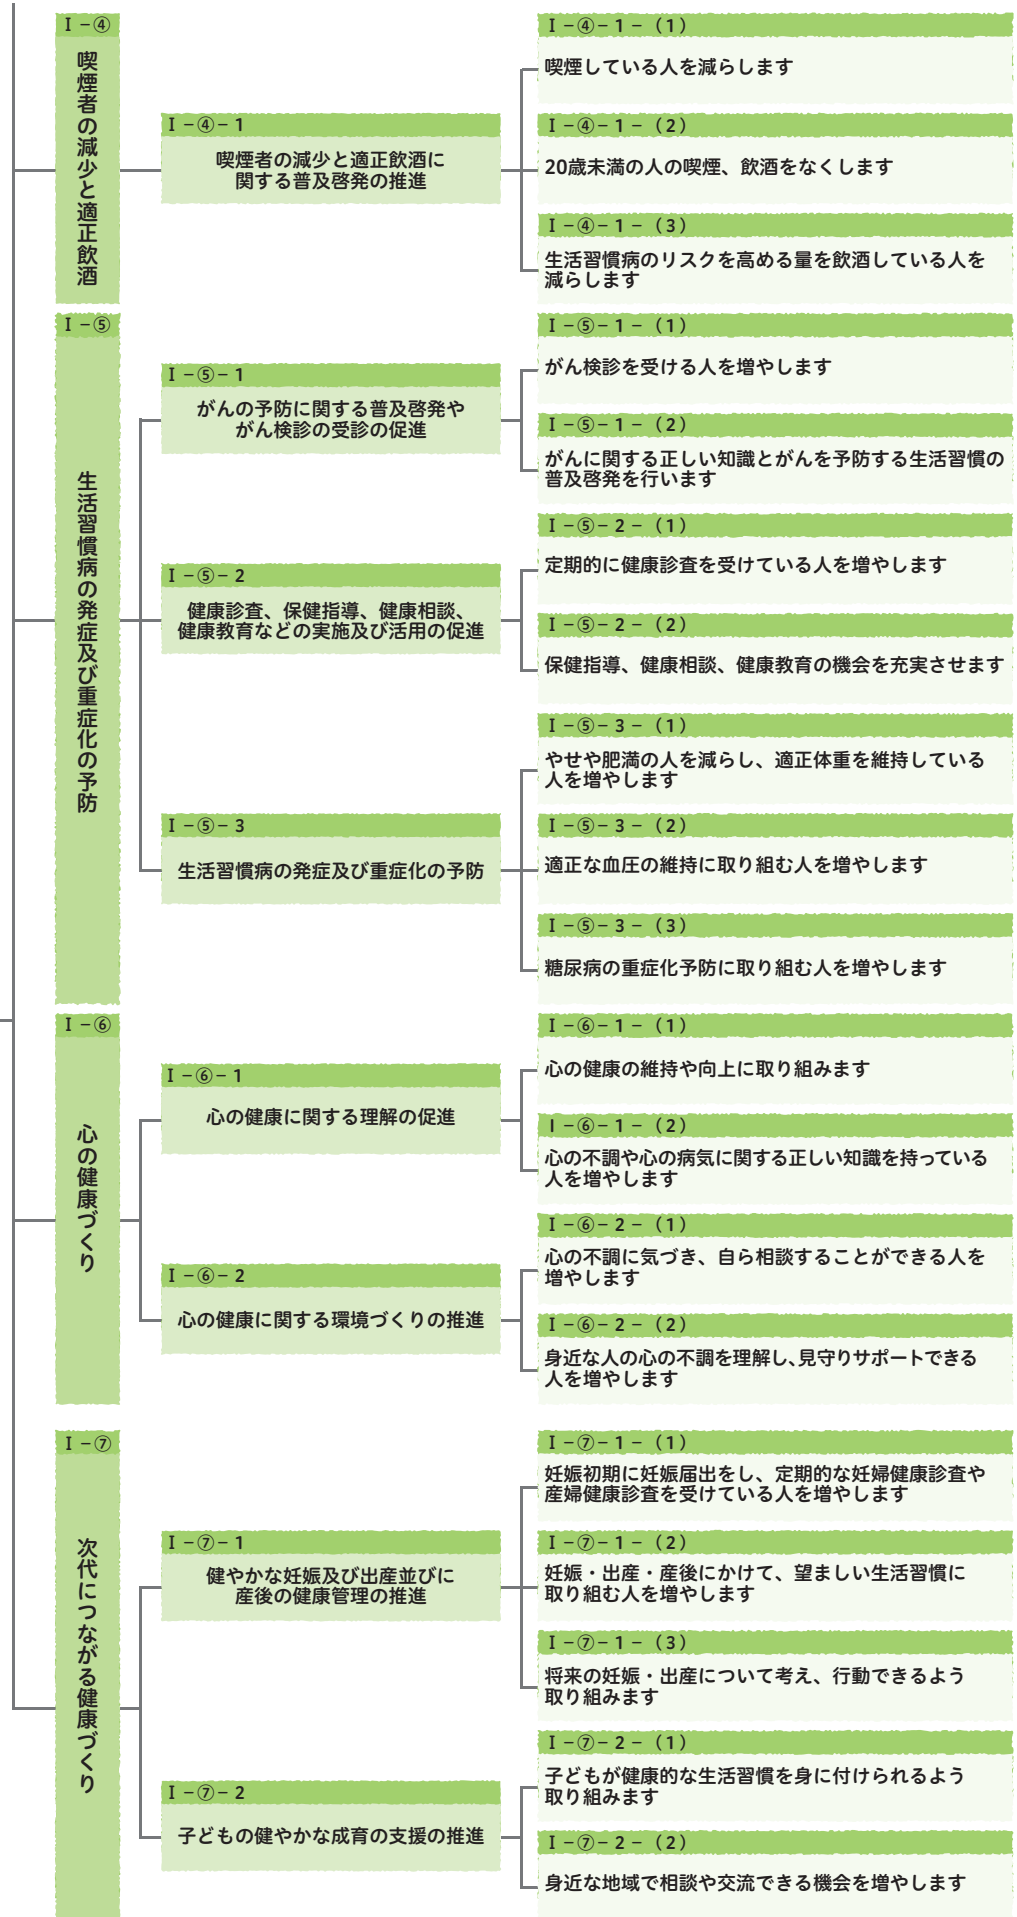 Ⅰ－④
喫煙者の減少と適正飲酒
Ⅰ－④－1
喫煙者の減少と適正飲酒に
関する普及啓発の推進
Ⅰ－④－1－（1）
喫煙している人を減らします
Ⅰ－④－1－（2）
20歳未満の人の喫煙、飲酒をなくします
Ⅰ－④－1－（3）
生活習慣病のリスクを高める量を飲酒している人を
減らします
Ⅰ－⑤
生活習慣病の発症及び重症化の予防
Ⅰ－⑤－1
がんの予防に関する普及啓発や
がん検診の受診の促進
Ⅰ－⑤－1－（1）
がん検診を受ける人を増やします
Ⅰ－⑤－1－（2）
がんに関する正しい知識とがんを予防する生活習慣の
普及啓発を行います
Ⅰ－⑤－2
健康診査、保健指導、健康相談、
健康教育などの実施及び活用の促進
Ⅰ－⑤－2－（1）
定期的に健康診査を受けている人を増やします
Ⅰ－⑤－2－（2）
保健指導、健康相談、健康教育の機会を充実させます
Ⅰ－⑤－3
生活習慣病の発症及び重症化の予防
Ⅰ－⑤－3－（1）
やせや肥満の人を減らし、適正体重を維持している
人を増やします
Ⅰ－⑤－3－（2）
適正な血圧の維持に取り組む人を増やします
Ⅰ－⑤－3－（3）
糖尿病の重症化予防に取り組む人を増やします
Ⅰ－⑥
心の健康づくり
Ⅰ－⑥－1
心の健康に関する理解の促進
Ⅰ－⑥－1－（1）
心の健康の維持や向上に取り組みます
Ⅰ－⑥－1－（2）
心の不調や心の病気に関する正しい知識を持っている
人を増やします
Ⅰ－⑥－2
心の健康に関する環境づくりの推進
Ⅰ－⑥－2－（1）
心の不調に気づき、自ら相談することができる人を
増やします
Ⅰ－⑥－2－（2）
身近な人の心の不調を理解し、見守りサポートできる
人を増やします
Ⅰ－⑦
次代につながる健康づくり
Ⅰ－⑦－1
健やかな妊娠及び出産並びに
産後の健康管理の推進
Ⅰ－⑦－1－（1）
妊娠初期に妊娠届出をし、定期的な妊婦健康診査や
産婦健康診査を受けている人を増やします
Ⅰ－⑦－1－（2）
妊娠・出産・産後にかけて、望ましい生活習慣に
取り組む人を増やします
Ⅰ－⑦－1－（3）
将来の妊娠・出産について考え、行動できるよう
取り組みます
Ⅰ－⑦－2
子どもの健やかな成育の支援の推進
Ⅰ－⑦－2－（1）
子どもが健康的な生活習慣を身に付けられるよう
取り組みます
Ⅰ－⑦－2－（2）
身近な地域で相談や交流できる機会を増やします